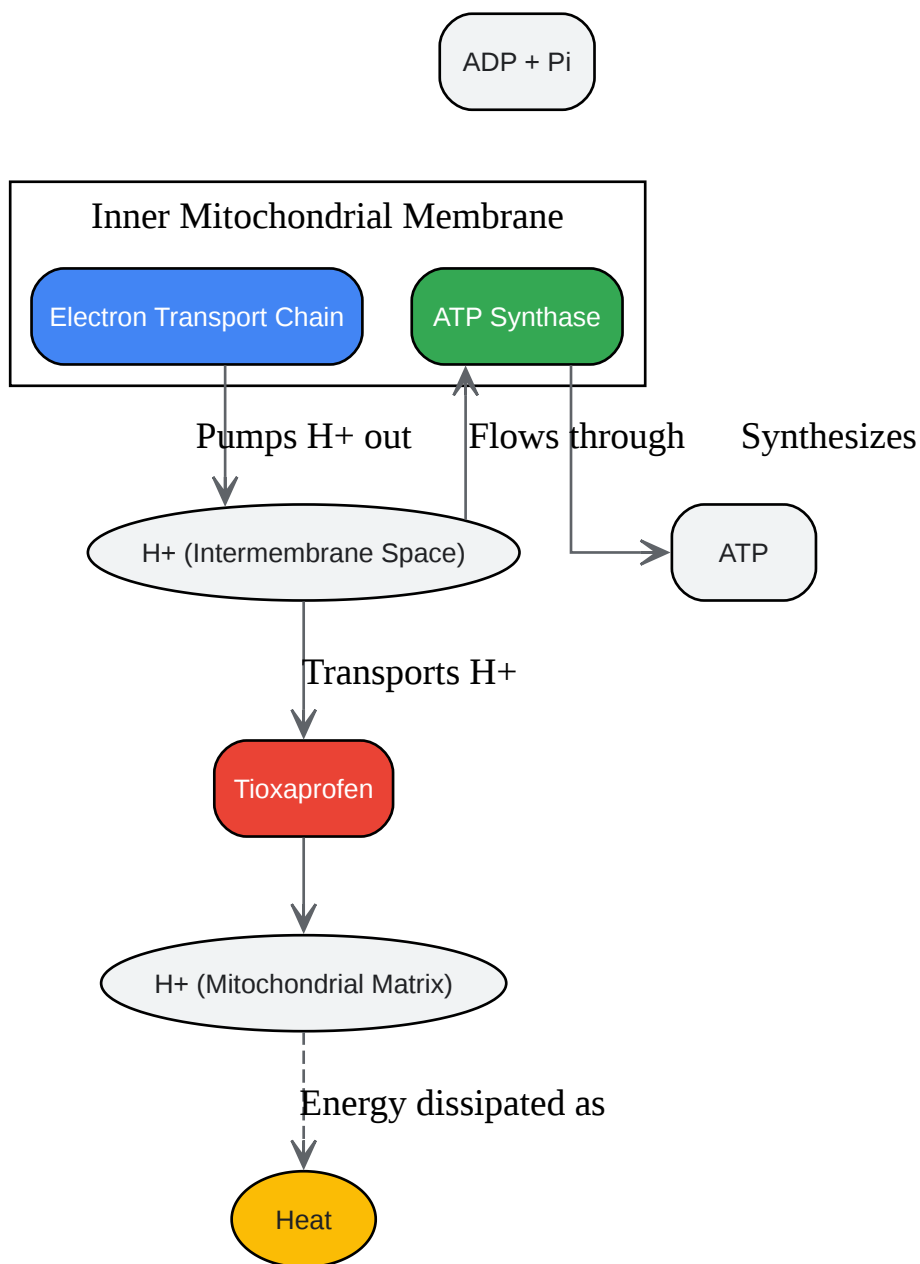 ADP + Pi
Inner Mitochondrial Membrane
Electron Transport Chain
ATP Synthase
Pumps H+ out
Flows through
Synthesizes
H+ (Intermembrane Space)
ATP
Transports H+
Tioxaprofen
H+ (Mitochondrial Matrix)
Energy dissipated as
Heat